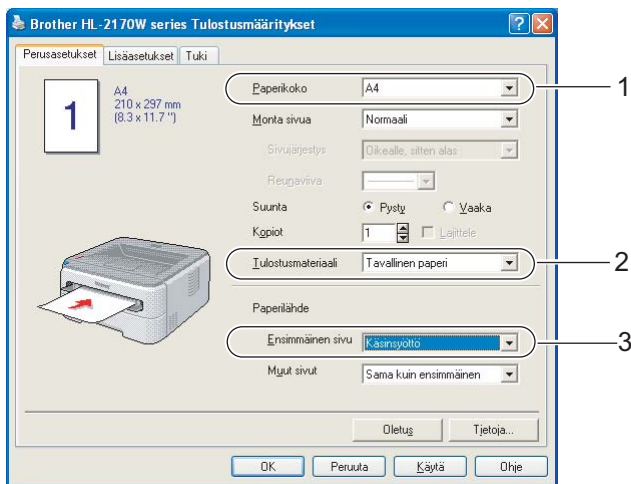 Brother HL-2170W series Tulostusmääritykset
Perusasetukset Lisäasetukset Tuki
1
A4
210 x 297 mm
(8.3 x 11.7 ")
Paperikoko A4 1
Monta sivua Normaali
Sivujärjestys Oikealle, sitten alas
Reunaviiva
Suunta Pysty Vaaka
Kopiot 1 Lajittele
Tulostusmateriaali Tavallinen paperi 2
Paperilähde
Ensimmäinen sivu Käsinsyöttö 3
Muut sivut Sama kuin ensimmäinen
Oletus Tietoja...
OK Peruuta Käytä Ohje